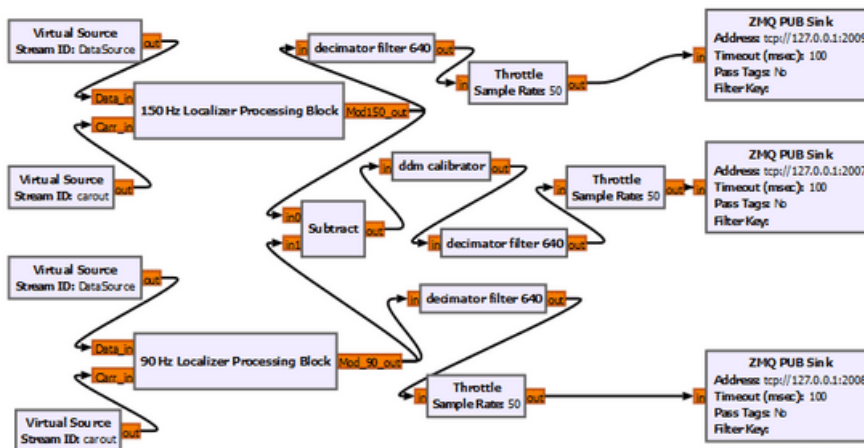 Virtual Source
Stream ID: DataSource
out
Data_in
Carr_in
150 Hz Localizer Processing Block
Mod150_out
Virtual Source
Stream ID: carout
out
in
decimator filter 640
out
in
Throttle
Sample Rate: 50
out
in
ZMQ PUB Sink
Address: tcp://127.0.0.1:2009
Timeout (msec): 100
Pass Tags: No
Filter Key:
in0
in1
Subtract
out
in
ddm calibrator
out
in
decimator filter 640
out
in
Throttle
Sample Rate: 50
out
in
ZMQ PUB Sink
Address: tcp://127.0.0.1:2007
Timeout (msec): 100
Pass Tags: No
Filter Key:
Virtual Source
Stream ID: DataSource
out
Data_in
Carr_in
90 Hz Localizer Processing Block
Mod_90_out
Virtual Source
Stream ID: carout
out
in
decimator filter 640
out
in
Throttle
Sample Rate: 50
out
in
ZMQ PUB Sink
Address: tcp://127.0.0.1:2008
Timeout (msec): 100
Pass Tags: No
Filter Key: